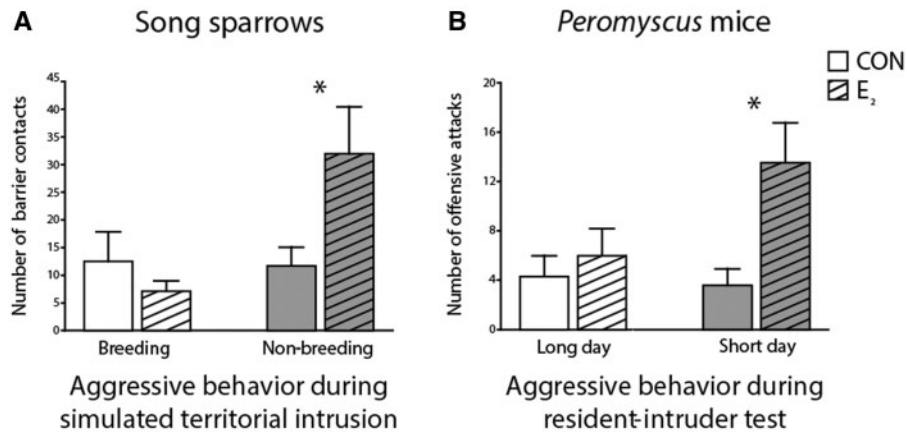 A
Song sparrows
Number of barrier contacts
45
40
35
30
25
20
15
10
5
0
*
Breeding
Non-breeding
Aggressive behavior during
simulated territorial intrusion
B
Peromyscus mice
CON
E₂
Number of offensive attacks
20
16
12
8
4
0
*
Long day
Short day
Aggressive behavior during
resident-intruder test